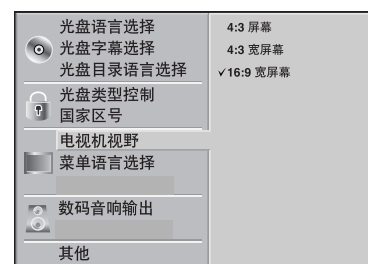 光盘语言选择
光盘字幕选择
光盘目录语言选择
光盘类型控制
国家区号
电视机视野
菜单语言选择
数码音响输出
其他
4:3 屏幕
4:3 宽屏幕
✓16:9 宽屏幕